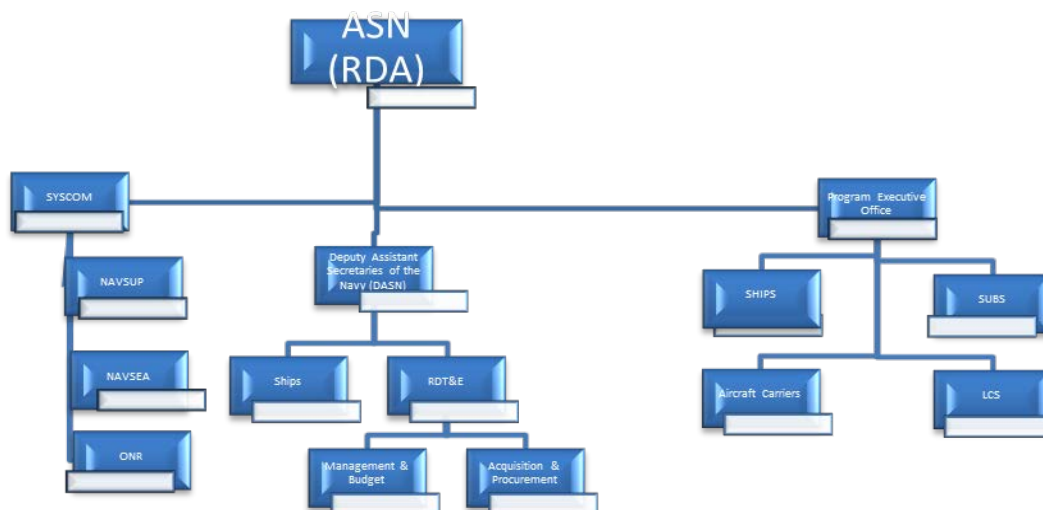 ASN
(RDA)
SYSCOM
NAVSUP
NAVSEA
ONR
Deputy Assistant
Secretaries of the
Navy (DASN)
Ships
RDT&E
Management &
Budget
Acquisition &
Procurement
Program Executive
Office
SHIPS
SUBS
Aircraft Carriers
LCS